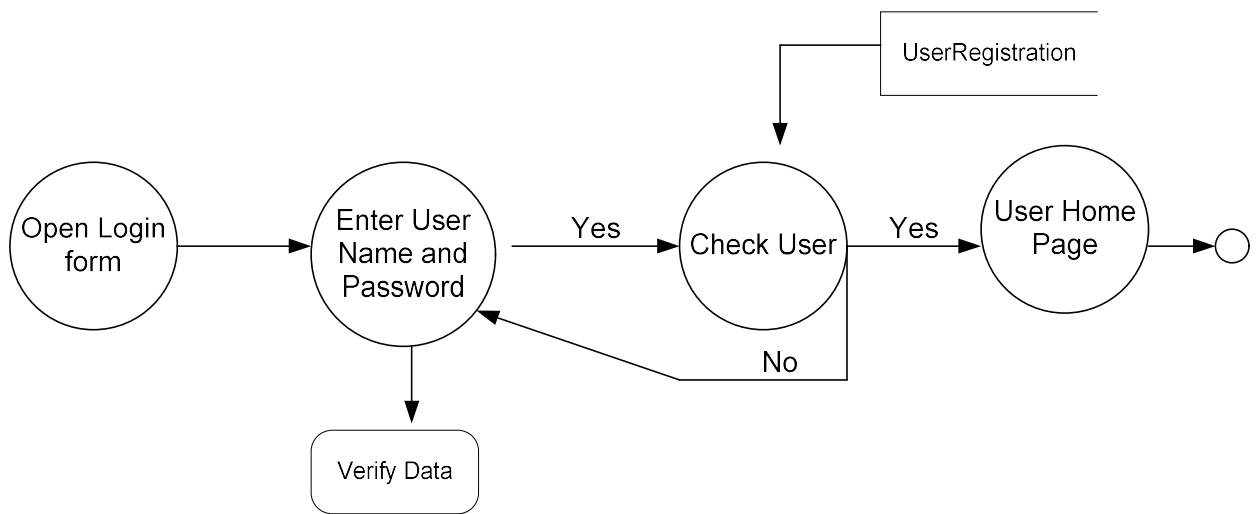 UserRegistration
Open Login
form
Enter User
Name and
Password
Yes
Check User
Yes
User Home
Page
No
Verify Data